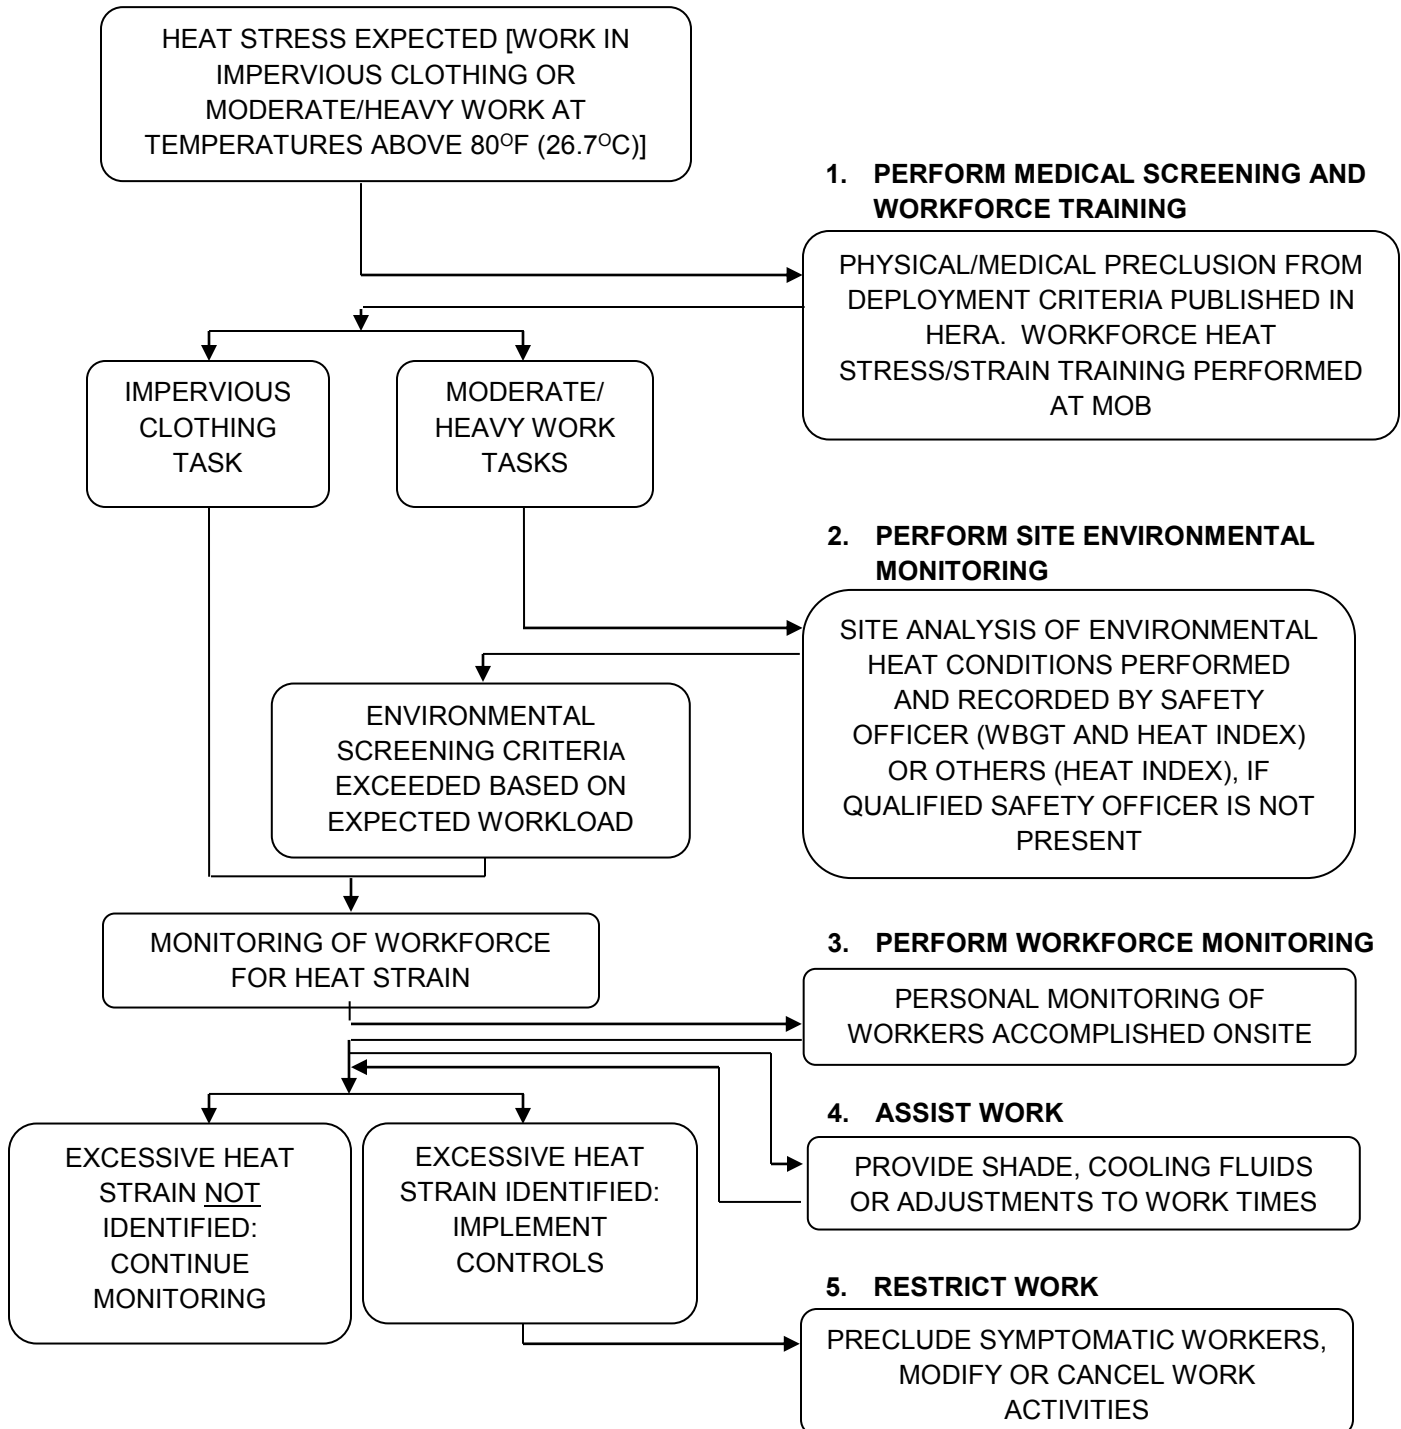 HEAT STRESS EXPECTED [WORK IN
IMPERVIOUS CLOTHING OR
MODERATE/HEAVY WORK AT
TEMPERATURES ABOVE 80ᴼF (26.7ᴼC)]
1. PERFORM MEDICAL SCREENING AND
WORKFORCE TRAINING
PHYSICAL/MEDICAL PRECLUSION FROM
DEPLOYMENT CRITERIA PUBLISHED IN
HERA. WORKFORCE HEAT
STRESS/STRAIN TRAINING PERFORMED
AT MOB
IMPERVIOUS
CLOTHING
TASK
MODERATE/
HEAVY WORK
TASKS
2. PERFORM SITE ENVIRONMENTAL
MONITORING
SITE ANALYSIS OF ENVIRONMENTAL
HEAT CONDITIONS PERFORMED
AND RECORDED BY SAFETY
OFFICER (WBGT AND HEAT INDEX)
OR OTHERS (HEAT INDEX), IF
QUALIFIED SAFETY OFFICER IS NOT
PRESENT
ENVIRONMENTAL
SCREENING CRITERIA
EXCEEDED BASED ON
EXPECTED WORKLOAD
MONITORING OF WORKFORCE
FOR HEAT STRAIN
3. PERFORM WORKFORCE MONITORING
PERSONAL MONITORING OF
WORKERS ACCOMPLISHED ONSITE
4. ASSIST WORK
PROVIDE SHADE, COOLING FLUIDS
OR ADJUSTMENTS TO WORK TIMES
EXCESSIVE HEAT
STRAIN NOT
IDENTIFIED:
CONTINUE
MONITORING
EXCESSIVE HEAT
STRAIN IDENTIFIED:
IMPLEMENT
CONTROLS
5. RESTRICT WORK
PRECLUDE SYMPTOMATIC WORKERS,
MODIFY OR CANCEL WORK
ACTIVITIES